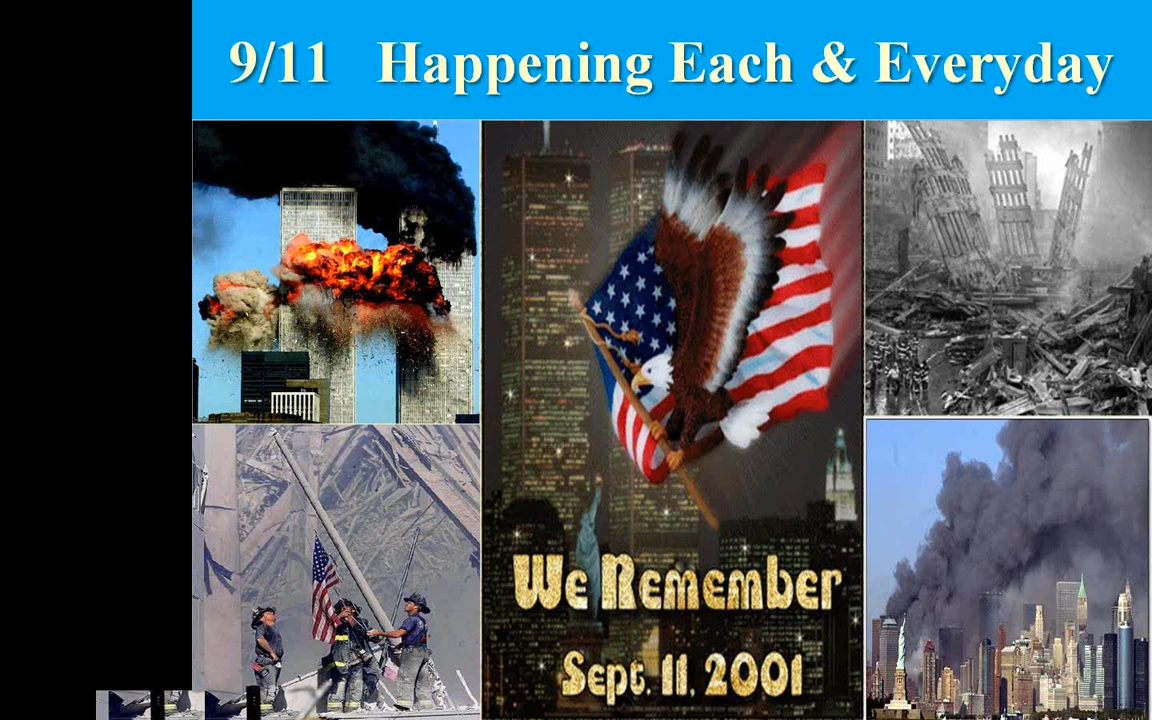 9/11 Happening Each & Everyday
We Remember
Sept. 11, 2001